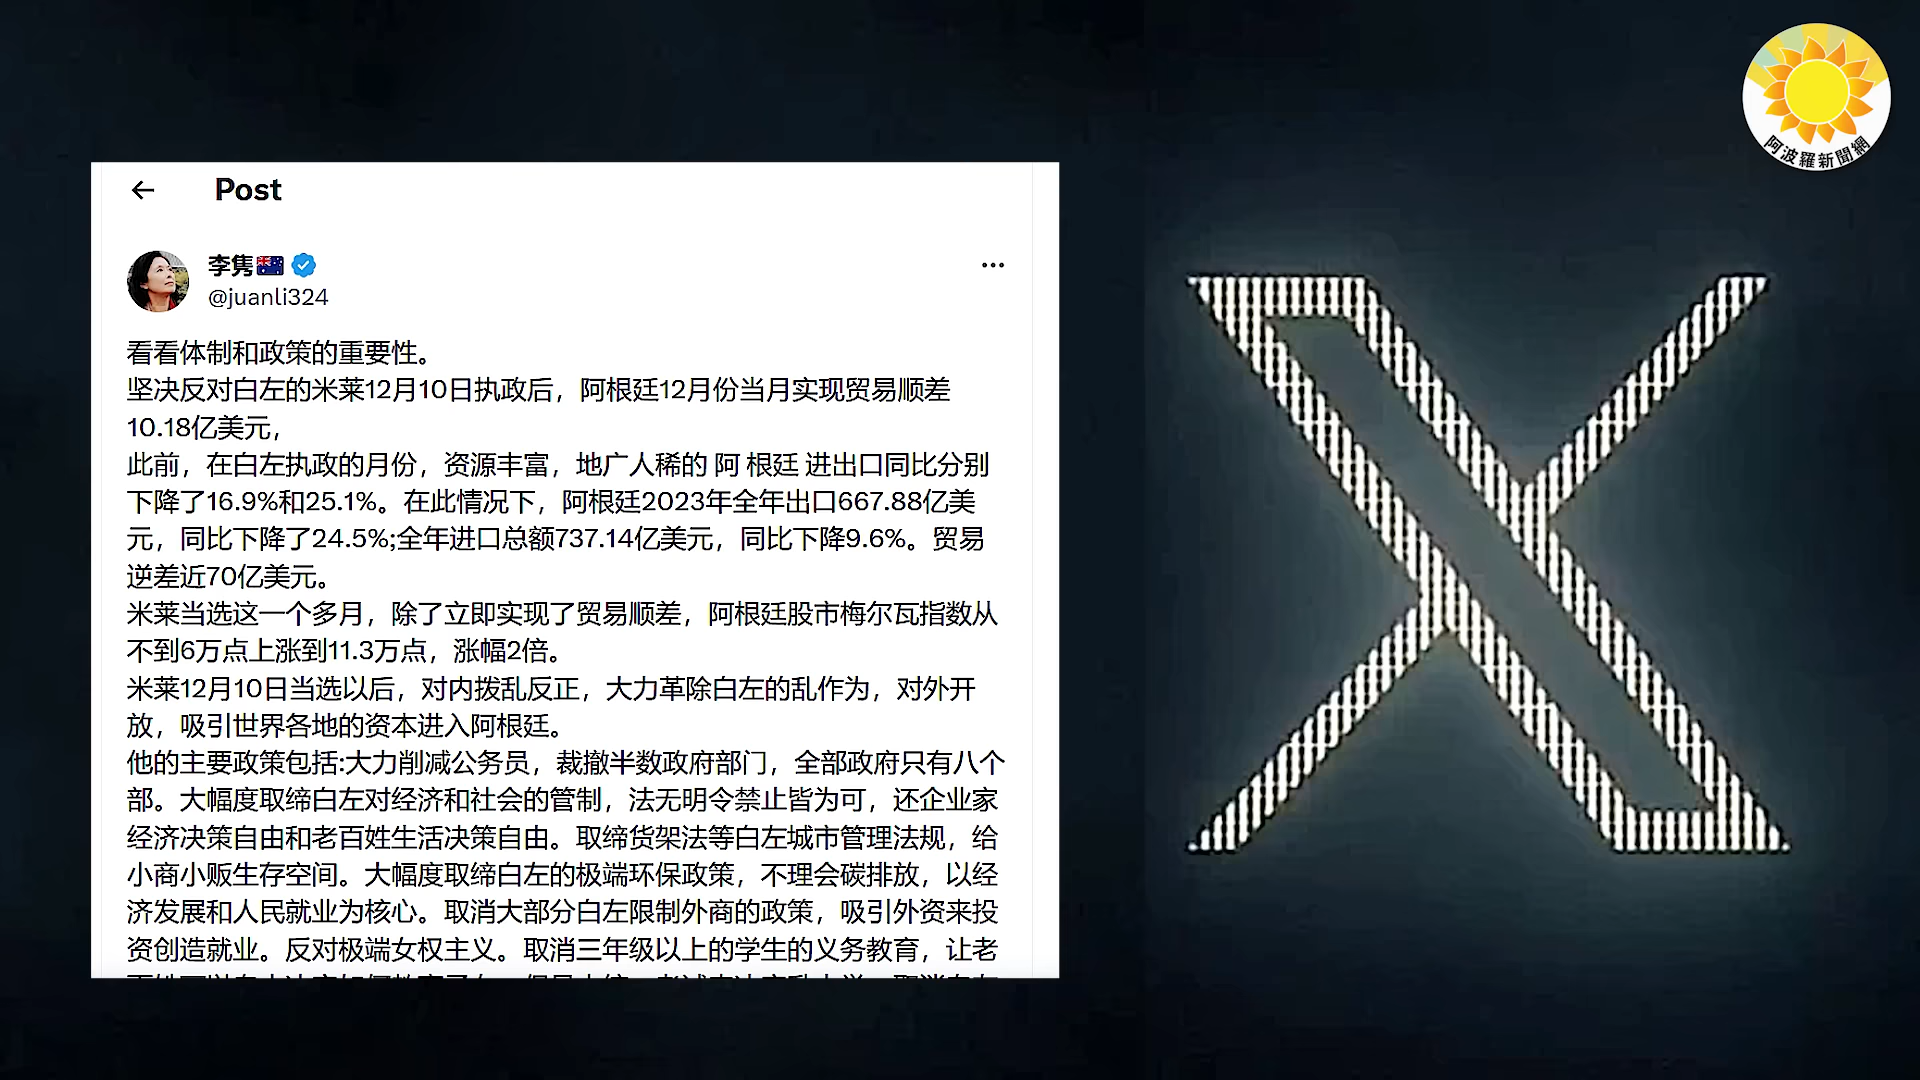 阿波羅新聞網
Post
李隽
@juanli324
看看体制和政策的重要性。
坚决反对白左的米莱12月10日执政后，阿根廷12月份当月实现贸易顺差
10.18亿美元，
此前，在白左执政的月份，资源丰富，地广人稀的 阿 根廷 进出口同比分别
下降了16.9%和25.1%。在此情况下，阿根廷2023年全年出口667.88亿美
元，同比下降了24.5%;全年进口总额737.14亿美元，同比下降9.6%。贸易
逆差近70亿美元。
米莱当选这一个多月，除了立即实现了贸易顺差，阿根廷股市梅尔瓦指数从
不到6万点上涨到11.3万点，涨幅2倍。
米莱12月10日当选以后，对内拨乱反正，大力革除白左的乱作为，对外开
放，吸引世界各地的资本进入阿根廷。
他的主要政策包括:大力削减公务员，裁撤半数政府部门，全部政府只有八个
部。大幅度取缔白左对经济和社会的管制，法无明令禁止皆为可，还企业家
经济决策自由和老百姓生活决策自由。取缔货架法等白左城市管理法规，给
小商小贩生存空间。大幅度取缔白左的极端环保政策，不理会碳排放，以经
济发展和人民就业为核心。取消大部分白左限制外商的政策，吸引外资来投
资创造就业。反对极端女权主义。取消三年级以上的学生的义务教育，让老